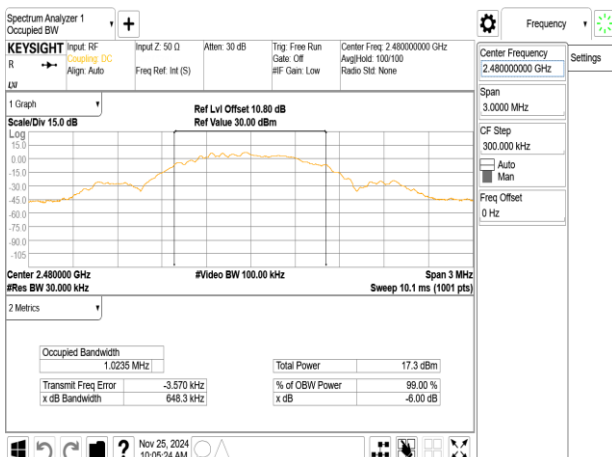 Spectrum Analyzer 1
Occupied BW
Frequency
KEYSIGHT
R
Input: RF
Coupling: DC
Align: Auto
Input Z: 50 Ω
Freq Ref: Int (S)
Atten: 30 dB
Trig: Free Run
Gate: Off
#IF Gain: Low
Center Freq: 2.480000000 GHz
Avg|Hold: 100/100
Radio Std: None
Center Frequency
2.480000000 GHz
Settings
Span
3.0000 MHz
CF Step
300.000 kHz
Auto
Man
Freq Offset
0 Hz
1 Graph
Scale/Div 15.0 dB
Ref Lvl Offset 10.80 dB
Ref Value 30.00 dBm
Log
15.0
0.00
-15.0
-30.0
-45.0
-60.0
-75.0
-90.0
-105
Center 2.480000 GHz
#Res BW 30.000 kHz
#Video BW 100.00 kHz
Span 3 MHz
Sweep 10.1 ms (1001 pts)
2 Metrics
Occupied Bandwidth
1.0235 MHz
Total Power 17.3 dBm
Transmit Freq Error -3.570 kHz
% of OBW Power 99.00 %
x dB Bandwidth 648.3 kHz
x dB -6.00 dB
?
Nov 25, 2024
10:05:24 AM